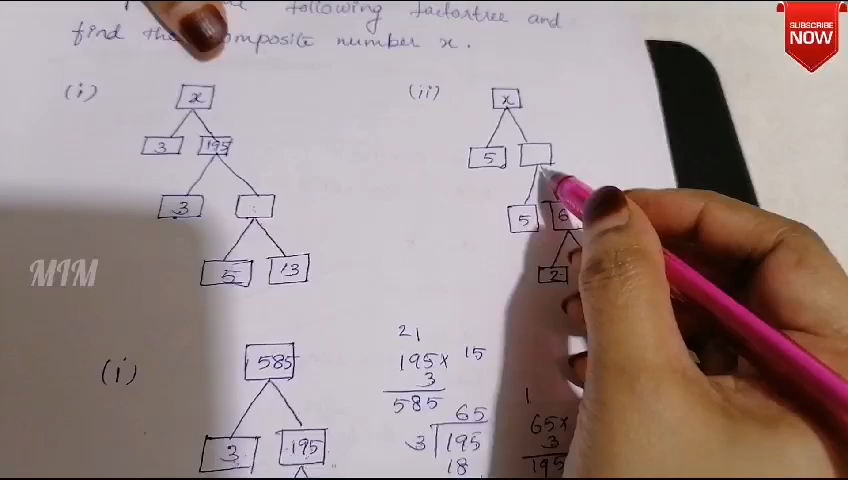 following factortree and
find the composite number x.
SUBSCRIBE
NOW
(i)
x
3 195
3
5 13
(ii)
x
5
5 6
2
MIM
(i)
585
3 195
21
195 x 15
3
585
65
3 195
18
1
65 x
3
195